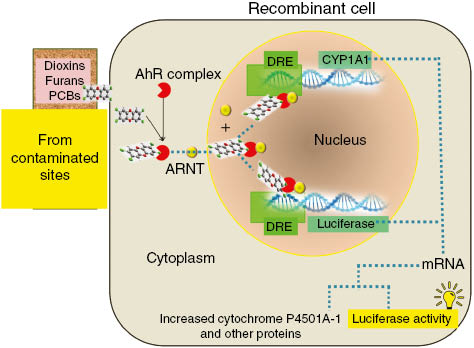 Recombinant cell
Dioxins
Furans
PCBs
From
contaminated
sites
AhR complex
ARNT
+
DRE
CYP1A1
Nucleus
DRE
Luciferase
Cytoplasm
mRNA
Increased cytochrome P4501A-1
and other proteins
Luciferase activity